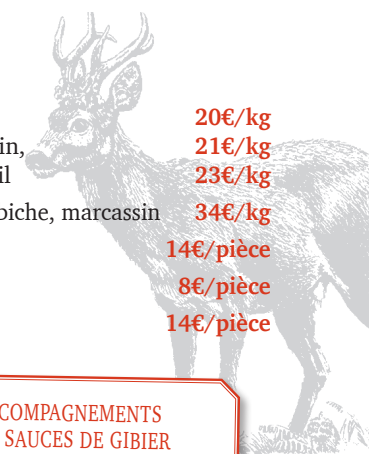 20€/kg
in, 21€/kg
il 23€/kg
biche, marcassin 34€/kg
14€/pièce
8€/pièce
14€/pièce
COMPAGNEMENTS
SAUCES DE GIBIER